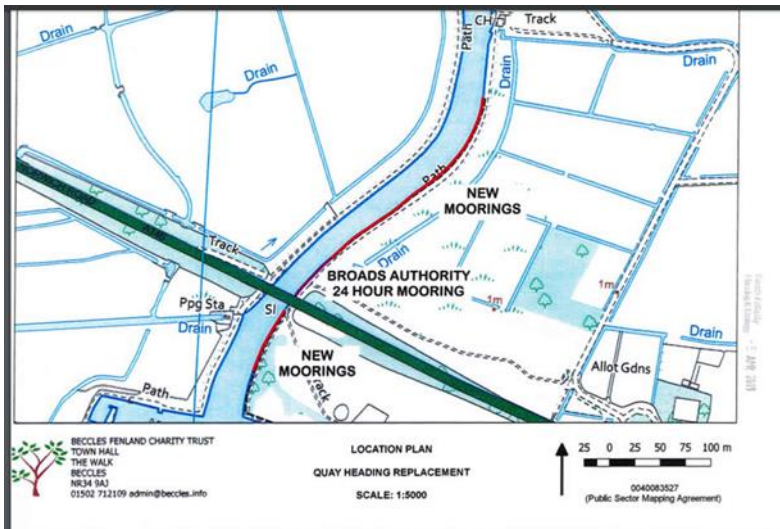 CH
Track
Drain
Path
Drain
Drain
Drain
Path
NEW
MOORINGS
Track
Drain
BROADS AUTHORITY
24 HOUR MOORING
1m
1m
Ppg Sta
Sl
Drain
Drain
NEW
MOORINGS
Track
Allot Gdns
Path
BECCLES FENLAND CHARITY TRUST
TOWN HALL
THE WALK
BECCLES
NR34 9AJ
01502 712109 admin@beccles.info
LOCATION PLAN
QUAY HEADING REPLACEMENT
SCALE: 1:5000
25 0 25 50 75 100 m
0040083527
(Public Sector Mapping Agreement)